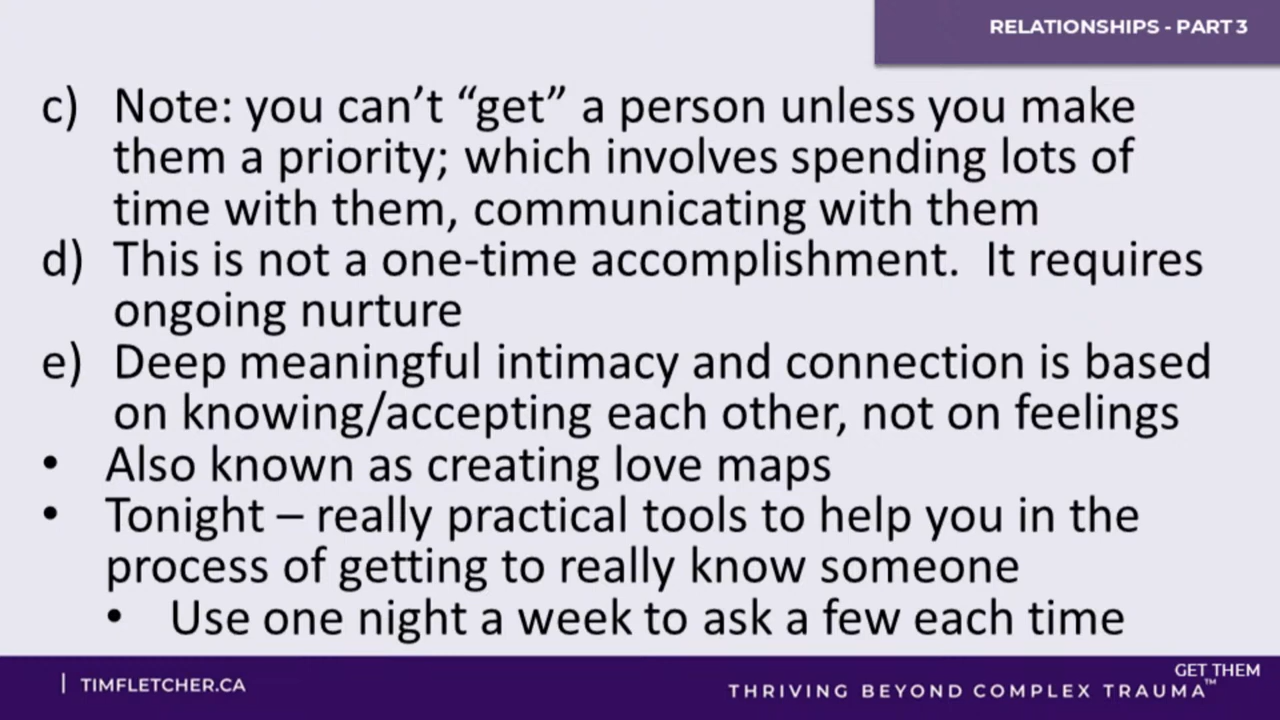 RELATIONSHIPS - PART 3
c) Note: you can’t “get” a person unless you make
them a priority; which involves spending lots of
time with them, communicating with them
d) This is not a one-time accomplishment.  It requires
ongoing nurture
e) Deep meaningful intimacy and connection is based
on knowing/accepting each other, not on feelings
• Also known as creating love maps
• Tonight – really practical tools to help you in the
process of getting to really know someone
• Use one night a week to ask a few each time
| TIMFLETCHER.CA
GET THEM
THRIVING BEYOND COMPLEX TRAUMA™